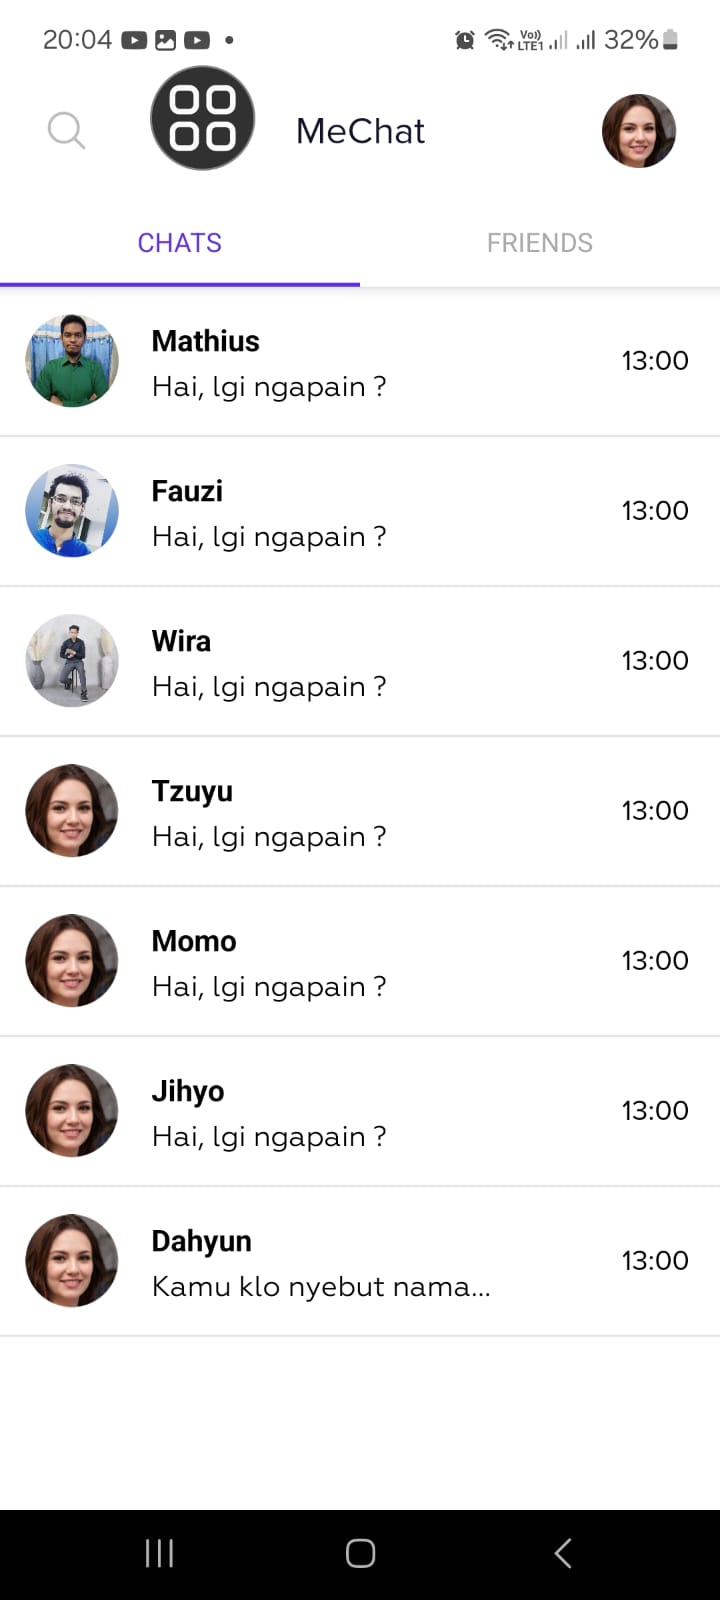 20:04 Vo)) LTE1 32%
MeChat
CHATS FRIENDS
Mathius
Hai, lgi ngapain ? 13:00
Fauzi
Hai, lgi ngapain ? 13:00
Wira
Hai, lgi ngapain ? 13:00
Tzuyu
Hai, lgi ngapain ? 13:00
Momo
Hai, lgi ngapain ? 13:00
Jihyo
Hai, lgi ngapain ? 13:00
Dahyun
Kamu klo nyebut nama... 13:00